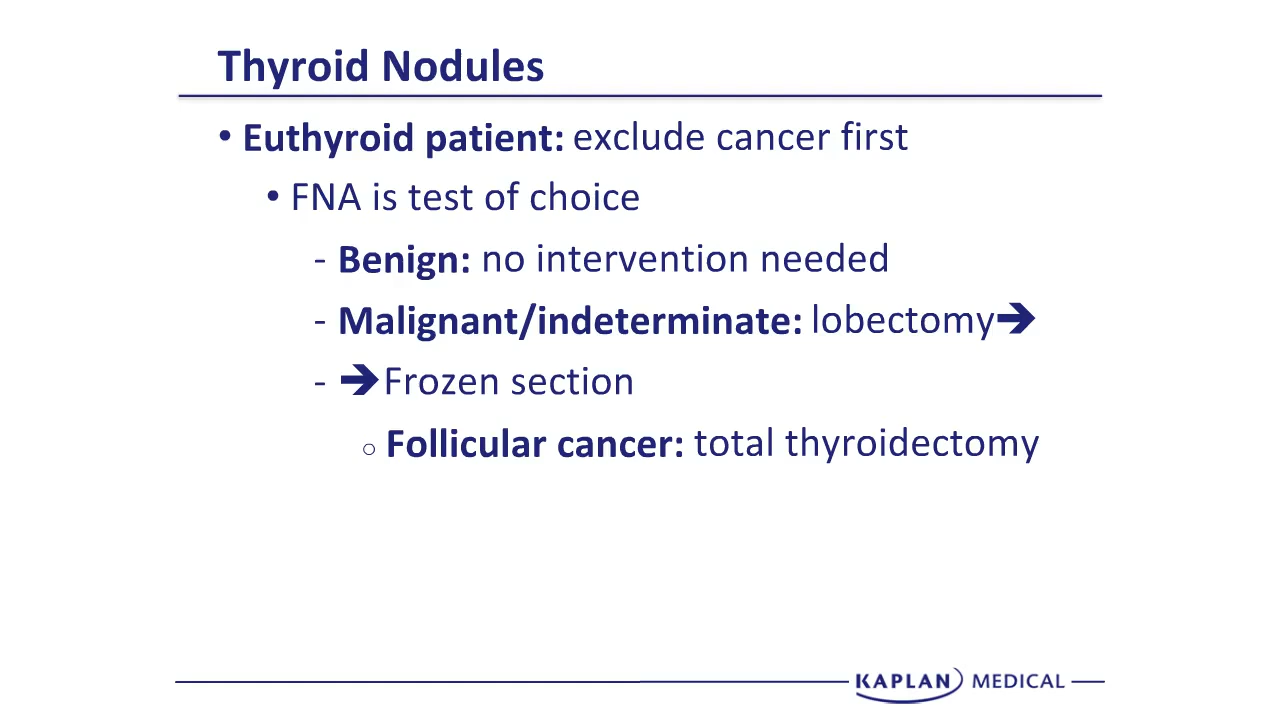 Thyroid Nodules
• Euthyroid patient: exclude cancer first
• FNA is test of choice
- Benign: no intervention needed
- Malignant/indeterminate: lobectomy➔
- ➔Frozen section
○ Follicular cancer: total thyroidectomy
KAPLAN MEDICAL